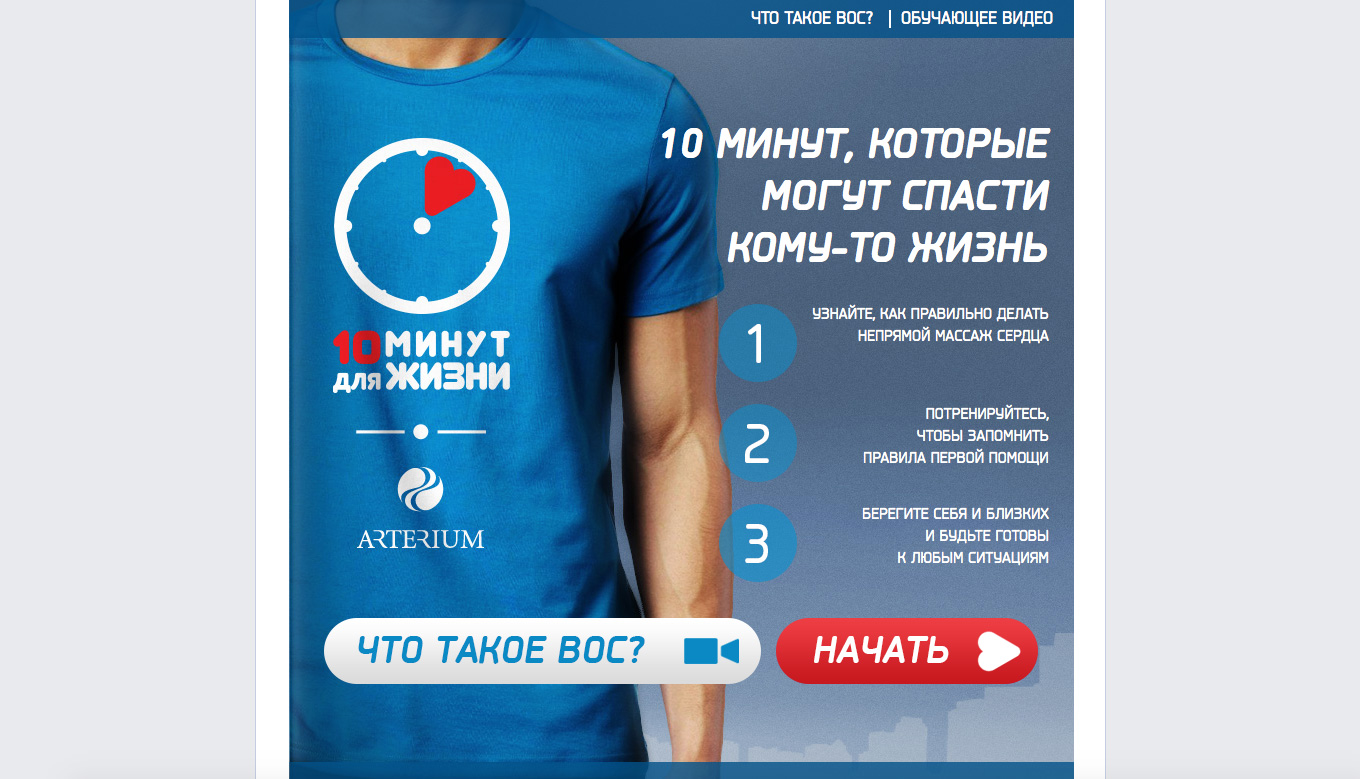 ЧТО ТАКОЕ ВОС? | ОБУЧАЮЩЕЕ ВИДЕО
10 МИНУТ, КОТОРЫЕ
МОГУТ СПАСТИ
КОМУ-ТО ЖИЗНЬ
10 МИНУТ
ДЛЯ ЖИЗНИ
ARTERIUM
1
УЗНАЙТЕ, КАК ПРАВИЛЬНО ДЕЛАТЬ
НЕПРЯМОЙ МАССАЖ СЕРДЦА
2
ПОТРЕНИРУЙТЕСЬ,
ЧТОБЫ ЗАПОМНИТЬ
ПРАВИЛА ПЕРВОЙ ПОМОЩИ
3
БЕРЕГИТЕ СЕБЯ И БЛИЗКИХ
И БУДЬТЕ ГОТОВЫ
К ЛЮБЫМ СИТУАЦИЯМ
ЧТО ТАКОЕ ВОС?
НАЧАТЬ